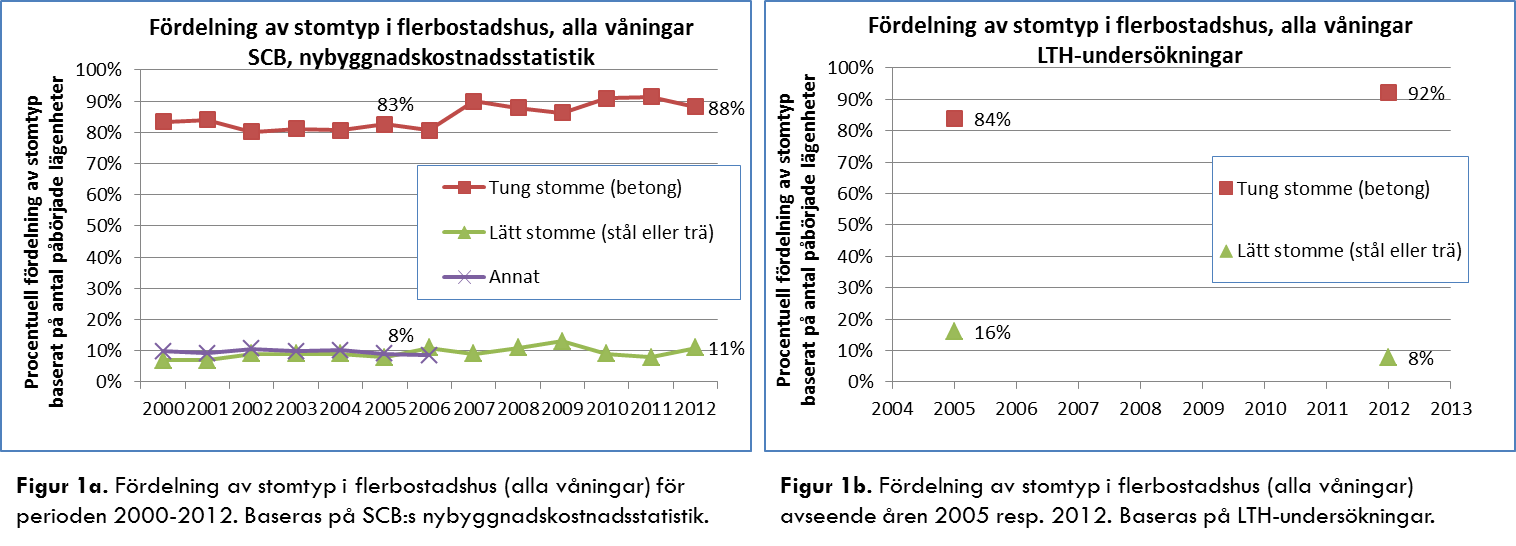 Fördelning av stomtyp i flerbostadshus, alla våningar
SCB, nybyggnadskostnadsstatistik
Procentuell fördelning av stomtyp
baserat på antal påbörjade lägenheter
100%
90%
80%
70%
60%
50%
40%
30%
20%
10%
0%
83%
88%
Tung stomme (betong)
Lätt stomme (stål eller trä)
Annat
8%
11%
2000 2001 2002 2003 2004 2005 2006 2007 2008 2009 2010 2011 2012
Figur 1a. Fördelning av stomtyp i flerbostadshus (alla våningar) för
perioden 2000-2012. Baseras på SCB:s nybyggnadskostnadsstatistik.
Fördelning av stomtyp i flerbostadshus, alla våningar
LTH-undersökningar
Procentuell fördelning av stomtyp
baserat på antal påbörjade lägenheter
100%
90%
80%
70%
60%
50%
40%
30%
20%
10%
0%
84%
92%
Tung stomme (betong)
Lätt stomme (stål eller trä)
16%
8%
2004 2005 2006 2007 2008 2009 2010 2011 2012 2013
Figur 1b. Fördelning av stomtyp i flerbostadshus (alla våningar)
avseende åren 2005 resp. 2012. Baseras på LTH-undersökningar.